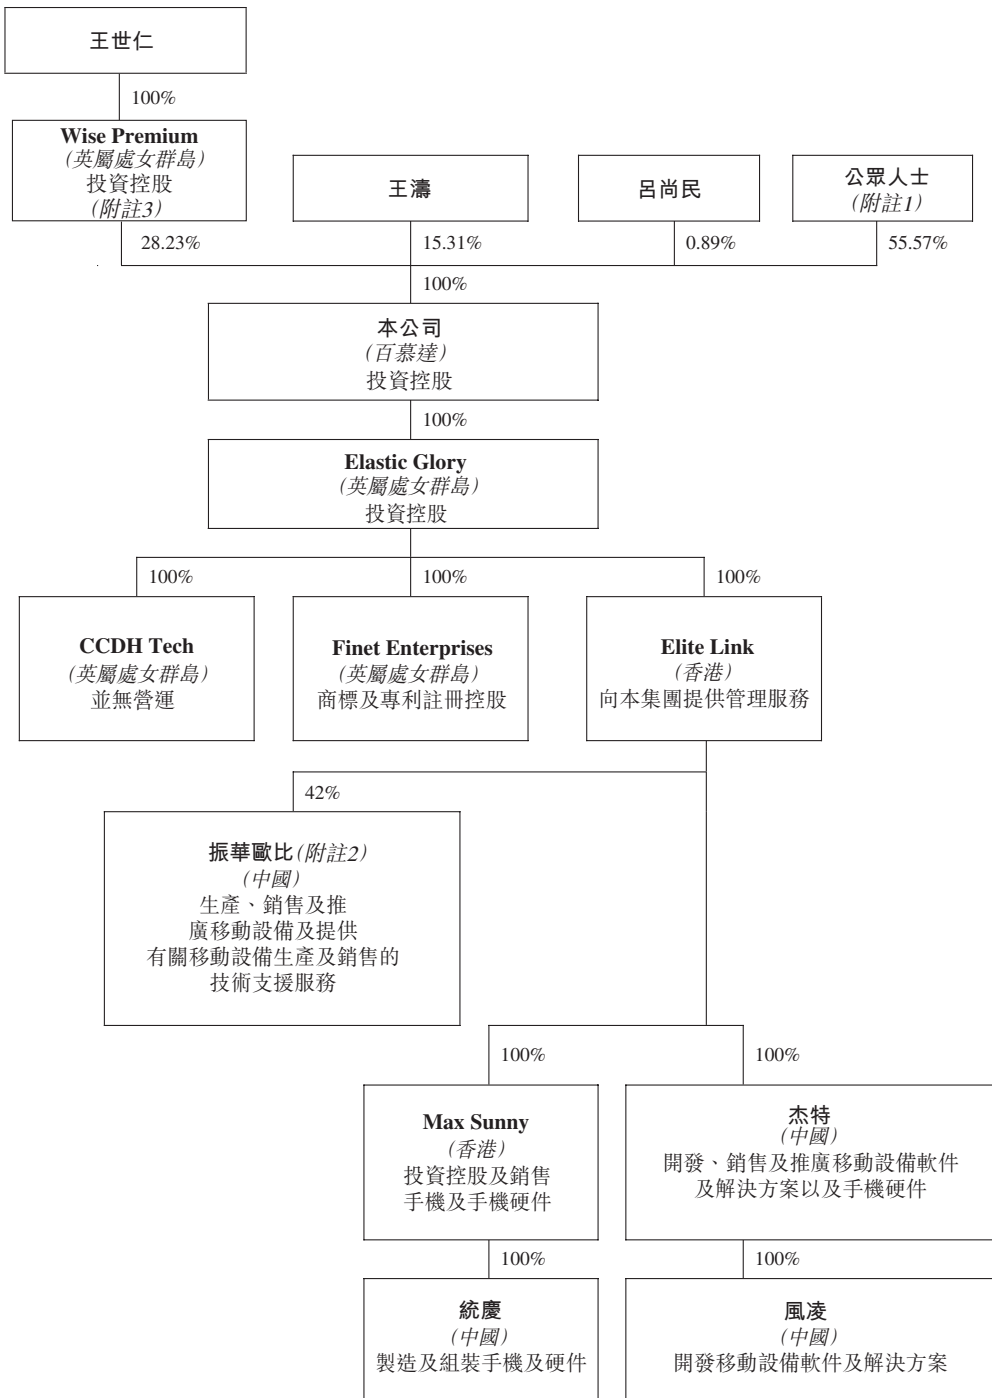 王世仁
100%
Wise Premium
(英屬處女群島)
投資控股
(附註3)
王濤
呂尚民
公眾人士
(附註1)
28.23%
15.31%
0.89%
55.57%
100%
本公司
(百慕達)
投資控股
100%
Elastic Glory
(英屬處女群島)
投資控股
100%
100%
100%
CCDH Tech
(英屬處女群島)
並無營運
Finet Enterprises
(英屬處女群島)
商標及專利註冊控股
Elite Link
(香港)
向本集團提供管理服務
42%
振華歐比(附註2)
(中國)
生產、銷售及推
廣移動設備及提供
有關移動設備生產及銷售的
技術支援服務
100%
100%
Max Sunny
(香港)
投資控股及銷售
手機及手機硬件
杰特
(中國)
開發、銷售及推廣移動設備軟件
及解決方案以及手機硬件
100%
100%
統慶
(中國)
製造及組裝手機及硬件
風凌
(中國)
開發移動設備軟件及解決方案